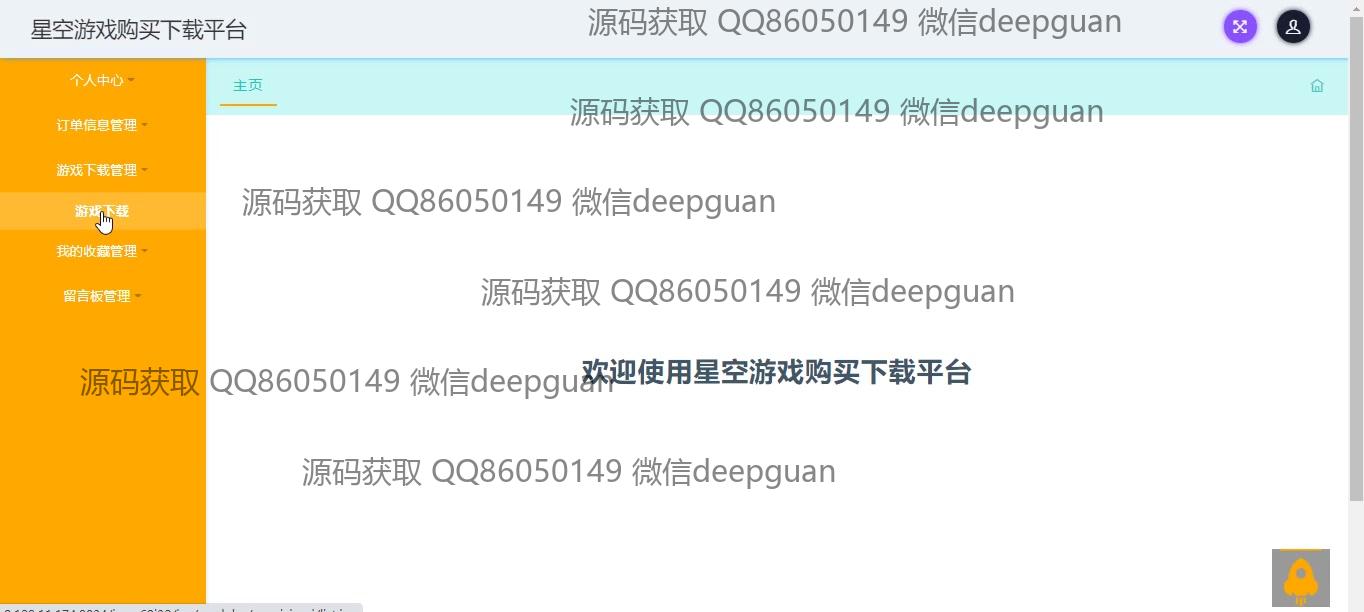 星空游戏购买下载平台
源码获取 QQ86050149 微信deepguan
个人中心
主页
源码获取 QQ86050149 微信deepguan
订单信息管理
游戏下载管理
源码获取 QQ86050149 微信deepguan
游戏下载
我的收藏管理
源码获取 QQ86050149 微信deepguan
留言板管理
欢迎使用星空游戏购买下载平台
源码获取 QQ86050149 微信deepguan
源码获取 QQ86050149 微信deepguan